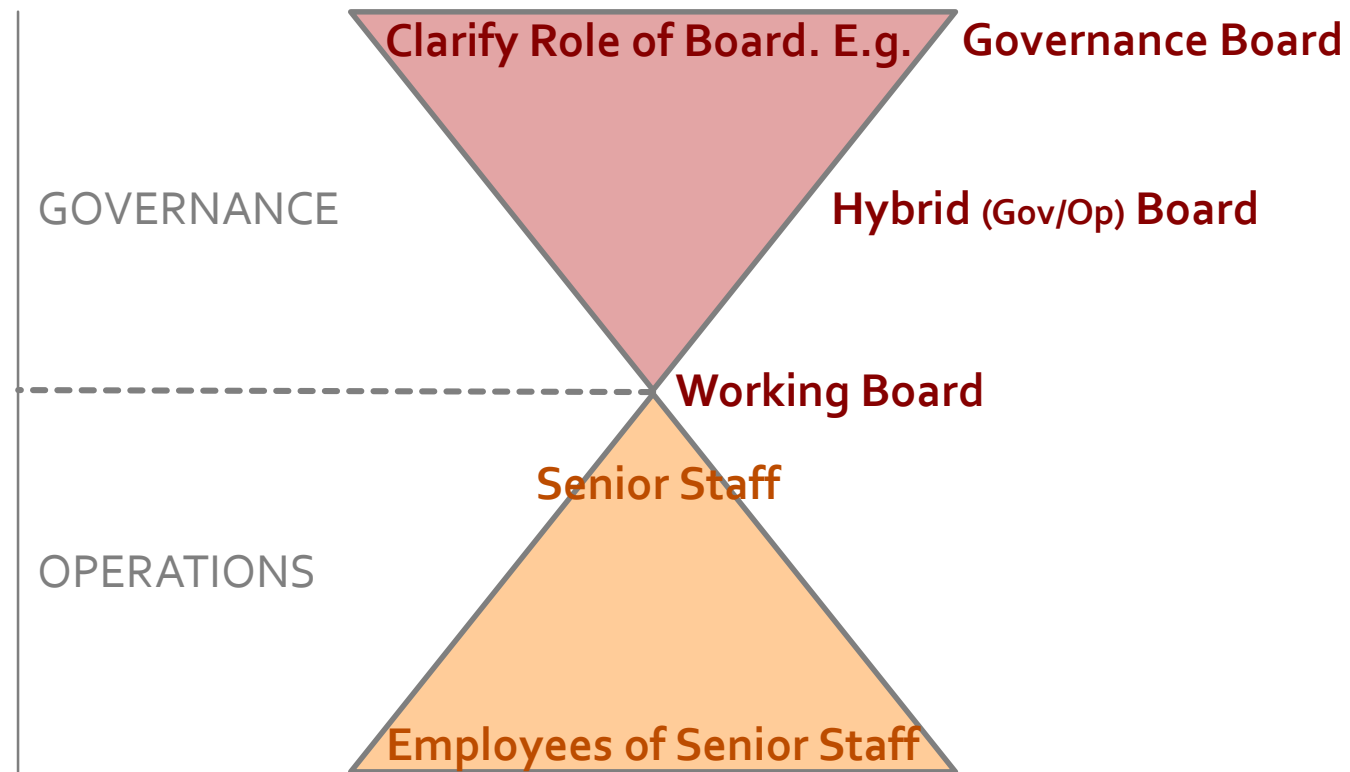 Clarify Role of Board. E.g. Governance Board
GOVERNANCE
Hybrid (Gov/Op) Board
Working Board
Senior Staff
OPERATIONS
Employees of Senior Staff